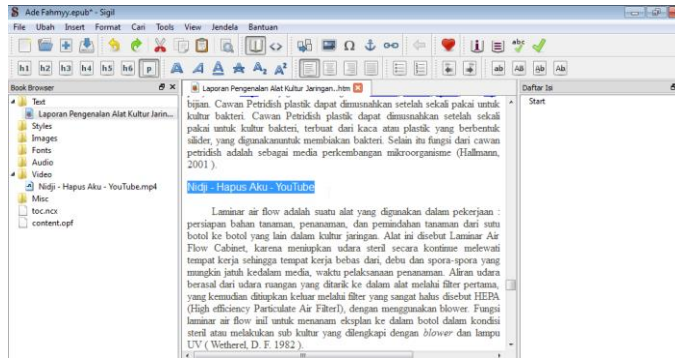 Ade Fahmyy.epub* - Sigil
File Ubah Insert Format Cari Tools View Jendela Bantuan
h1 h2 h3 h4 h5 h6 p A A A A A₂ A² ab AB Ab Ab
Book Browser
Text
Laporan Pengenalan Alat Kultur Jarin...
Styles
Images
Fonts
Audio
Video
Nidji - Hapus Aku - YouTube.mp4
Misc
toc.ncx
content.opf
Laporan Pengenalan Alat Kultur Jaringan..htm
bijian. Cawan Petridish plastik dapat dimusnahkan setelah sekali pakai untuk
kultur bakteri. Cawan Petridish plastik dapat dimusnahkan setelah sekali
pakai untuk kultur bakteri, terbuat dari kaca atau plastik yang berbentuk
silider, yang digunakanuntuk membiakan bakteri. Selain itu fungsi dari cawan
petridish adalah sebagai media perkembangan mikroorganisme (Hallmann,
2001 ).
Nidji - Hapus Aku - YouTube
Laminar air flow adalah suatu alat yang digunakan dalam pekerjaan :
persiapan bahan tanaman, penanaman, dan pemindahan tanaman dari sutu
botol ke botol yang lain dalam kultur jaringan. Alat ini disebut Laminar Air
Flow Cabinet, karena meniupkan udara steril secara kontinue melewati
tempat kerja sehingga tempat kerja bebas dari, debu dan spora-spora yang
mungkin jatuh kedalam media, waktu pelaksanaan penanaman. Aliran udara
berasal dari udara ruangan yang ditarik ke dalam alat melalui filter pertama,
yang kemudian ditiupkan keluar melalui filter yang sangat halus disebut HEPA
(High efficiency Particulate Air FilterI), dengan menggunakan blower. Fungsi
laminar air flow inil untuk menanam eksplan ke dalam botol dalam kondisi
steril atau melakukan sub kultur yang dilengkapi dengan blower dan lampu
UV ( Wetherel, D. F. 1982 ).
Daftar Isi
Start